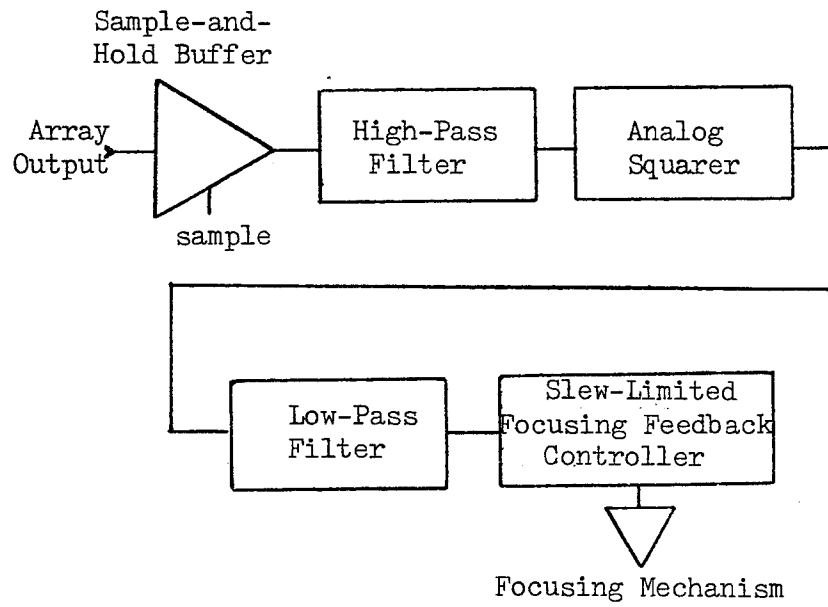 Sample-and-
Hold Buffer
Array
Output
sample
High-Pass
Filter
Analog
Squarer
Low-Pass
Filter
Slew-Limited
Focusing Feedback
Controller
Focusing Mechanism